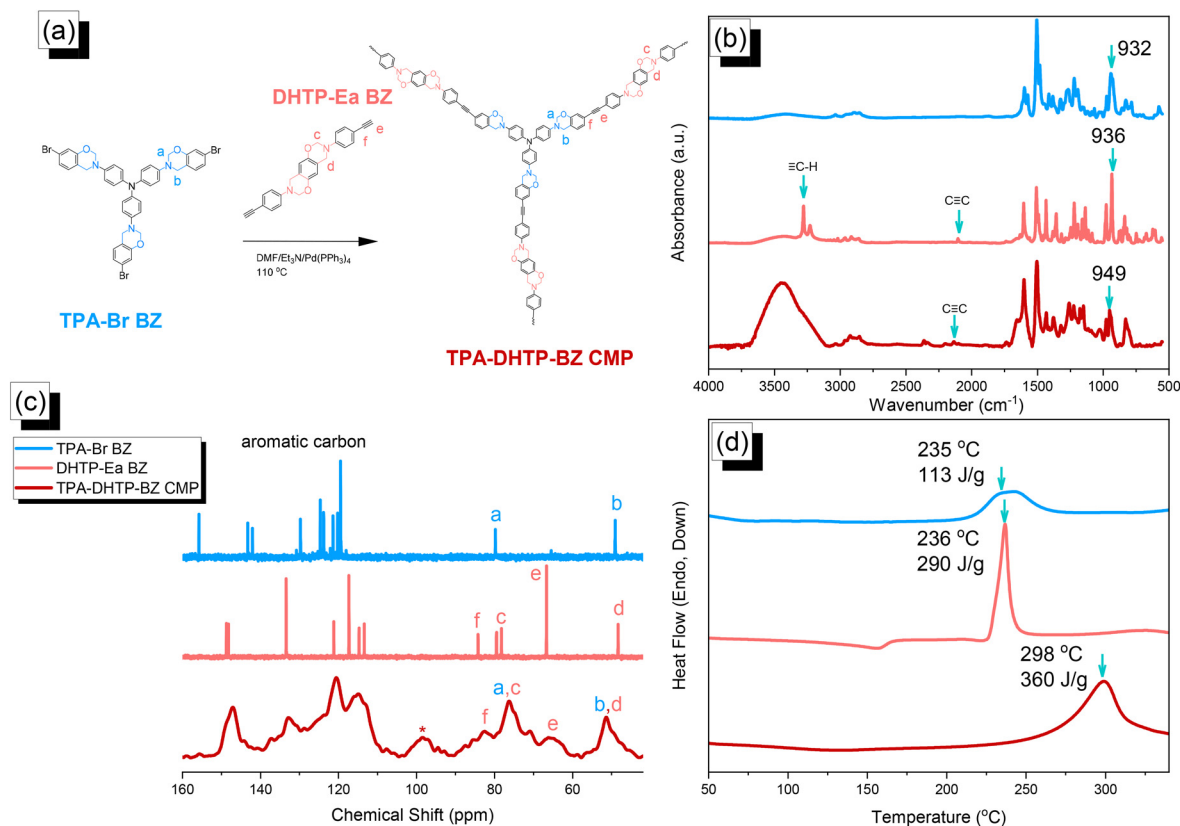 (a)
DHTP-Ea BZ
c
O
N
O
N
d
a
O
N
b
f
e
c
O
N
O
N
d
Br
O
N
a
b
N
O
Br
N
c
N
O
e
f
d
N
O
N
O
Br
TPA-Br BZ
DMF/Et3N/Pd(PPh3)4
110 °C
TPA-DHTP-BZ CMP
(b)
932
936
≡C-H
C≡C
949
C≡C
Absorbance (a.u.)
4000 3500 3000 2500 2000 1500 1000 500
Wavenumber (cm-1)
(c)
TPA-Br BZ
DHTP-Ea BZ
TPA-DHTP-BZ CMP
aromatic carbon
a
b
e
f
c
d
a,c
b,d
f
e
*
160 140 120 100 80 60
Chemical Shift (ppm)
(d)
235 °C
113 J/g
236 °C
290 J/g
298 °C
360 J/g
Heat Flow (Endo, Down)
50 100 150 200 250 300
Temperature (°C)